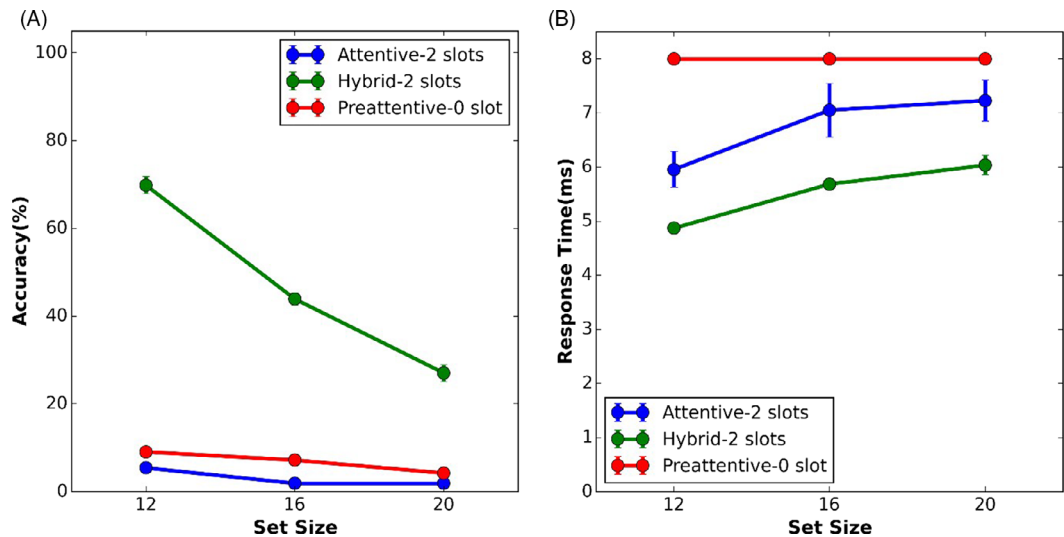 (A)
Accuracy(%)
100
80
60
40
20
0
Attentive-2 slots
Hybrid-2 slots
Preattentive-0 slot
12
16
20
Set Size
(B)
Response Time(ms)
8
7
6
5
4
3
2
1
0
Attentive-2 slots
Hybrid-2 slots
Preattentive-0 slot
12
16
20
Set Size